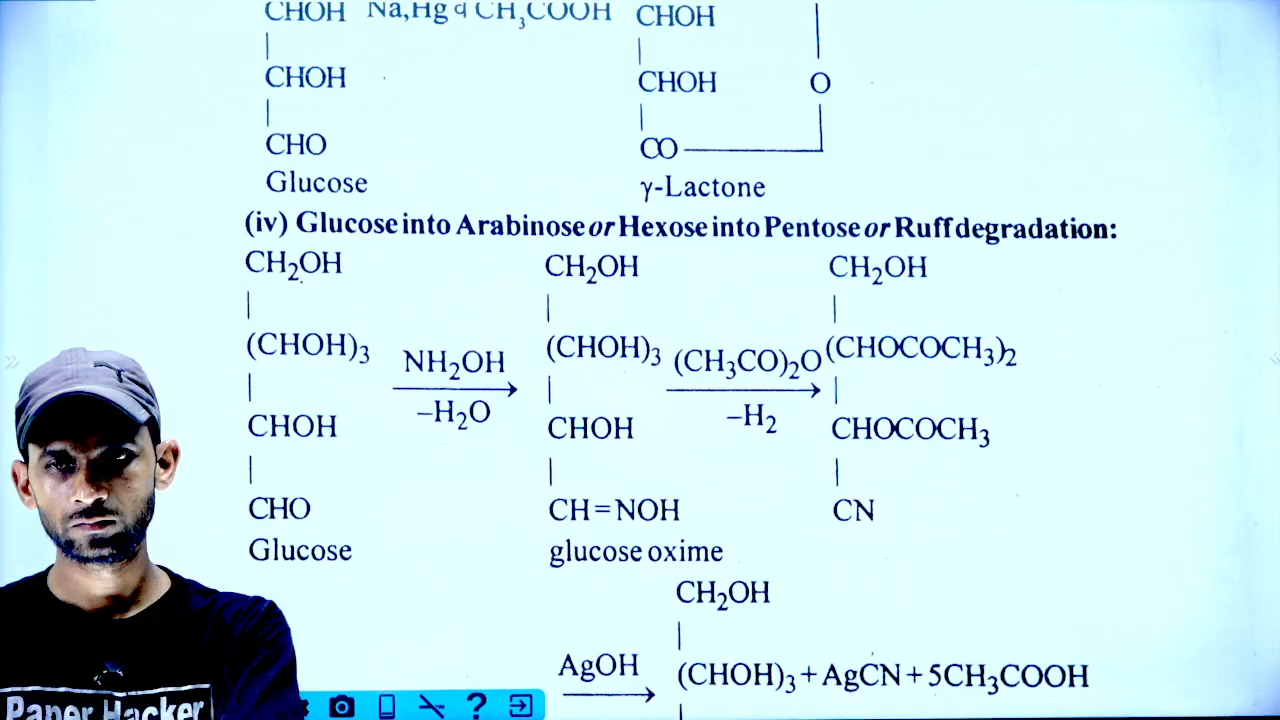 CHOH Na,Hg व CH₃COOH CHOH
CHOH CHOH O
CHO CO
Glucose γ-Lactone
(iv) Glucose into Arabinose or Hexose into Pentose or Ruff degradation:
CH₂OH CH₂OH CH₂OH
(CHOH)₃ NH₂OH (CHOH)₃ (CH₃CO)₂O (CHOCOCH₃)₂
–H₂O –H₂
CHOH CHOH CHOCOCH₃
CHO CH=NOH CN
Glucose glucose oxime
CH₂OH
AgOH (CHOH)₃ + AgCN + 5CH₃COOH
Paper Hacker
?